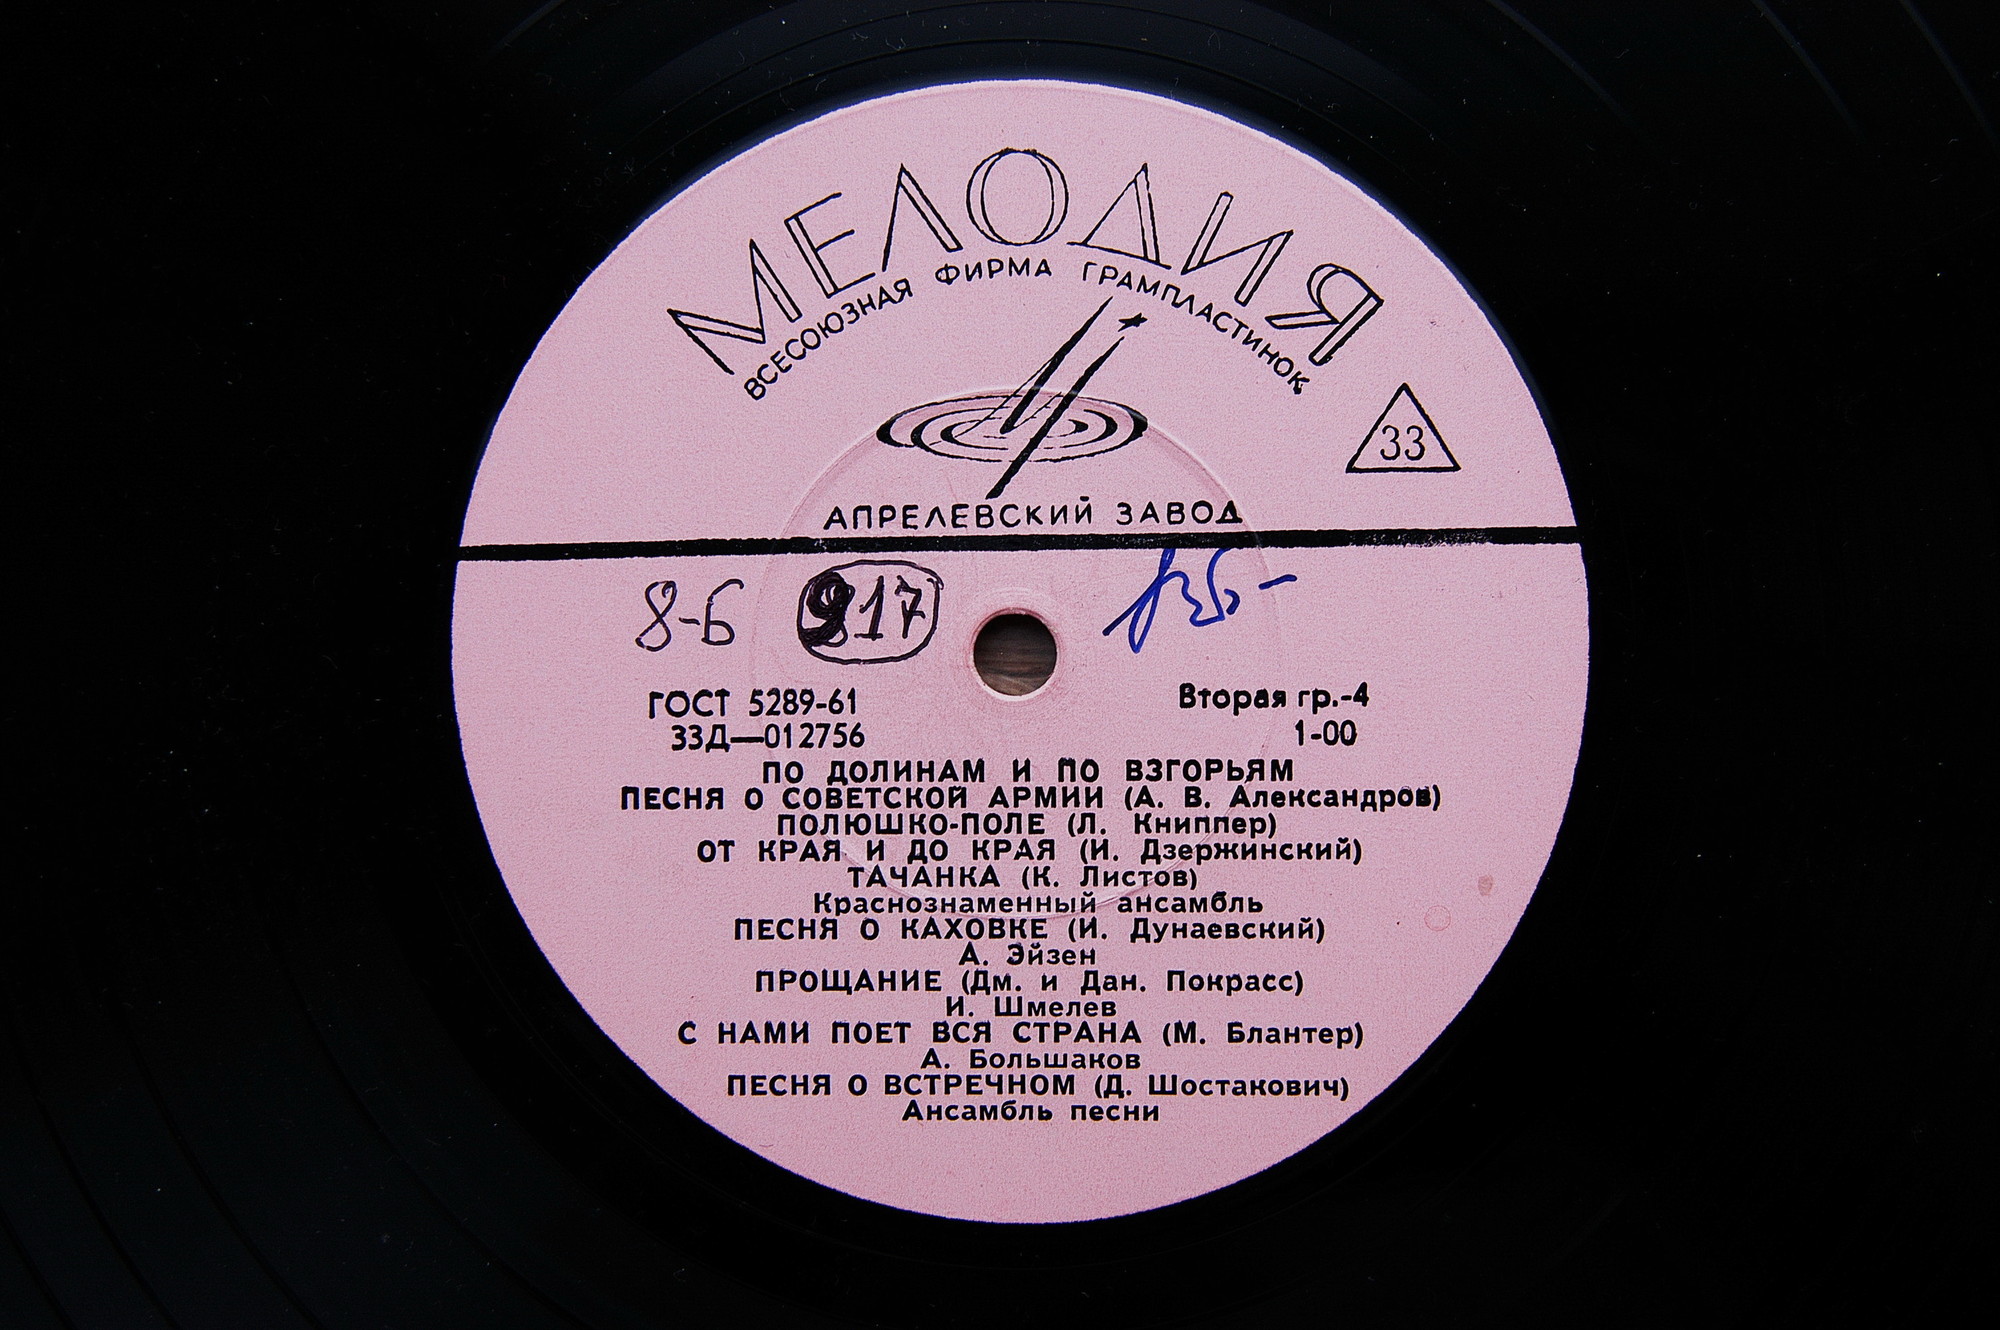 МЕЛОДИЯ
ВСЕСОЮЗНАЯ ФИРМА ГРАМПЛАСТИНОК
33
АПРЕЛЕВСКИЙ ЗАВОД
8-Б 917
ГОСТ 5289-61 Вторая гр.-4
33Д—012756 1-00
ПО ДОЛИНАМ И ПО ВЗГОРЬЯМ
ПЕСНЯ О СОВЕТСКОЙ АРМИИ (А. В. Александров)
ПОЛЮШКО-ПОЛЕ (Л. Книппер)
ОТ КРАЯ И ДО КРАЯ (И. Дзержинский)
ТАЧАНКА (К. Листов)
Краснознаменный ансамбль
ПЕСНЯ О КАХОВКЕ (И. Дунаевский)
А. Эйзен
ПРОЩАНИЕ (Дм. и Дан. Покрасс)
И. Шмелев
С НАМИ ПОЕТ ВСЯ СТРАНА (М. Блантер)
А. Большаков
ПЕСНЯ О ВСТРЕЧНОМ (Д. Шостакович)
Ансамбль песни